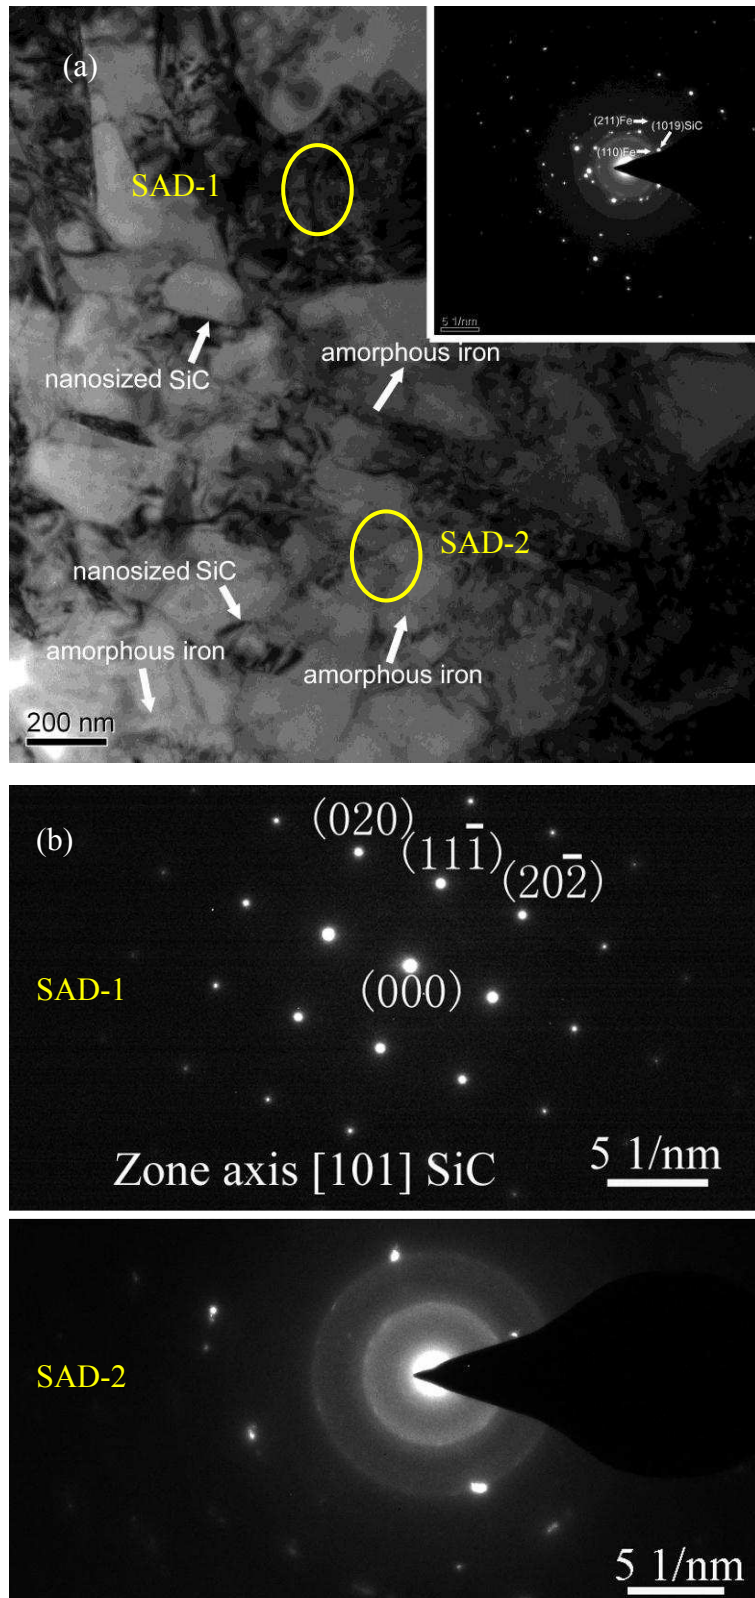 (a)
SAD-1
(211)Fe
(1019)SiC
(110)Fe
5 1/nm
nanosized SiC
amorphous iron
SAD-2
nanosized SiC
amorphous iron
amorphous iron
200 nm
(b)
(020)
(111̅)
(202̅)
SAD-1
(000)
Zone axis [101] SiC
5 1/nm
SAD-2
5 1/nm